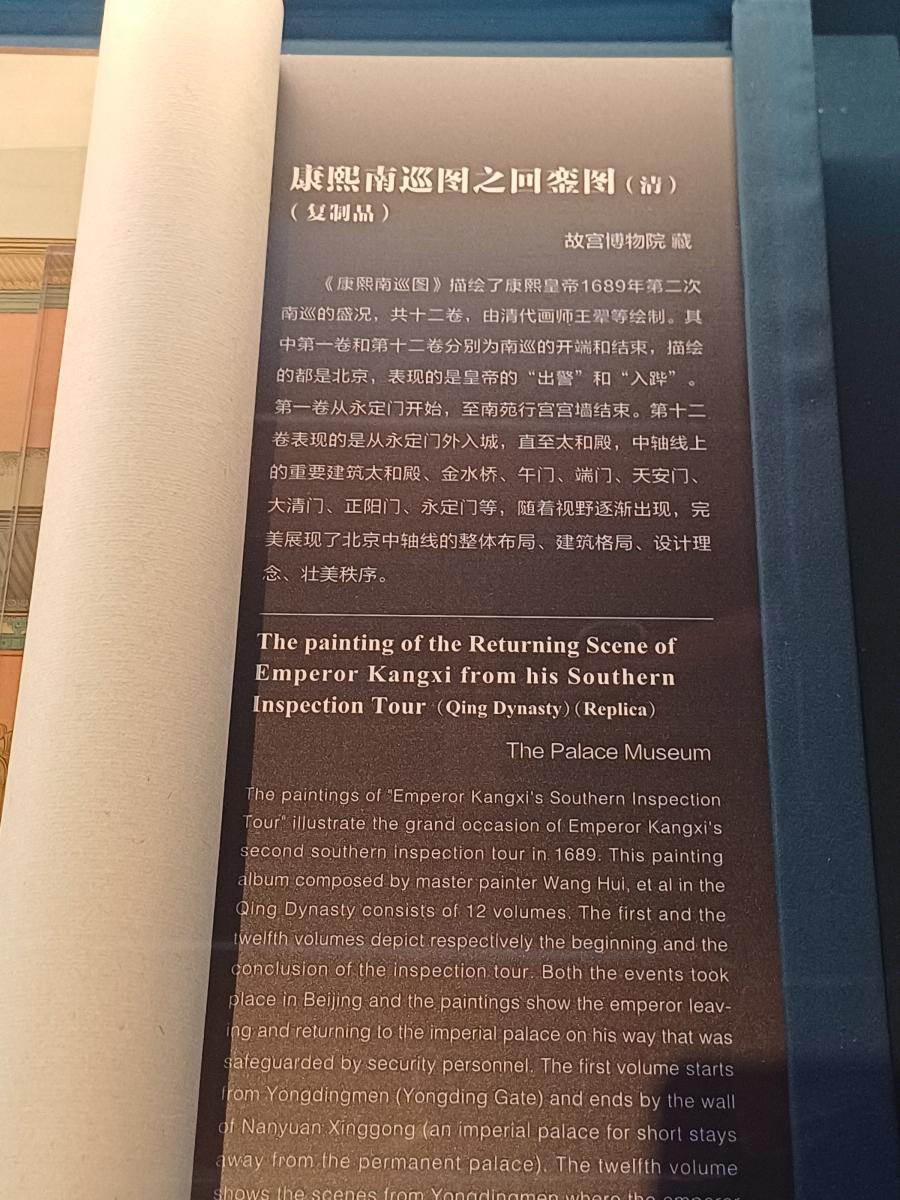 康熙南巡图之回銮图（清）
（复制品）
故宫博物院 藏
《康熙南巡图》描绘了康熙皇帝1689年第二次
南巡的盛况，共十二卷，由清代画师王翚等绘制。其
中第一卷和第十二卷分别为南巡的开端和结束，描绘
的都是北京，表现的是皇帝的“出警”和“入跸”。
第一卷从永定门开始，至南苑行宫宫墙结束。第十二
卷表现的是从永定门外入城，直至太和殿，中轴线上
的重要建筑太和殿、金水桥、午门、端门、天安门、
大清门、正阳门、永定门等，随着视野逐渐出现，完
美展现了北京中轴线的整体布局、建筑格局、设计理
念、壮美秩序。
The painting of the Returning Scene of
Emperor Kangxi from his Southern
Inspection Tour（Qing Dynasty）（Replica）
The Palace Museum
The paintings of "Emperor Kangxi's Southern Inspection
Tour" illustrate the grand occasion of Emperor Kangxi's
second southern inspection tour in 1689. This painting
album composed by master painter Wang Hui, et al in the
Qing Dynasty consists of 12 volumes. The first and the
twelfth volumes depict respectively the beginning and the
conclusion of the inspection tour. Both the events took
place in Beijing and the paintings show the emperor leav-
ing and returning to the imperial palace on his way that was
safeguarded by security personnel. The first volume starts
from Yongdingmen (Yongding Gate) and ends by the wall
of Nanyuan Xinggong (an imperial palace for short stays
away from the permanent palace). The twelfth volume
shows the scenes from Yongdingmen where the emperor